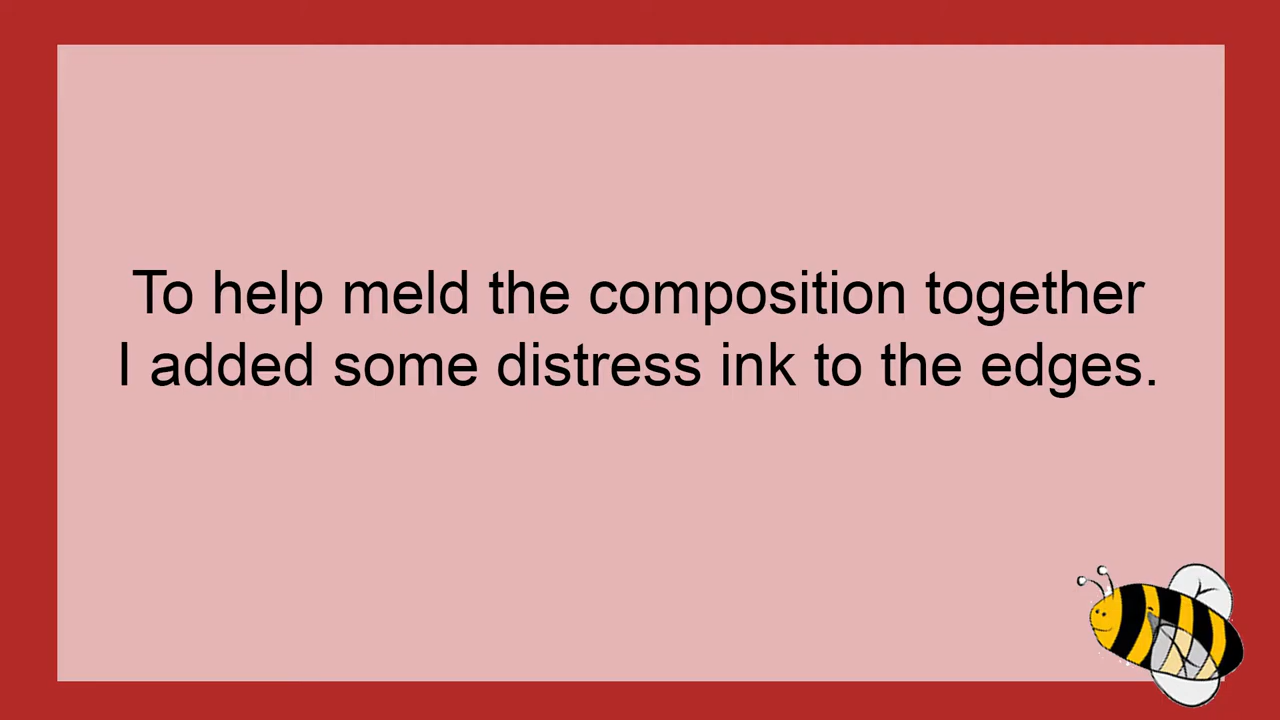 To help meld the composition together
I added some distress ink to the edges.